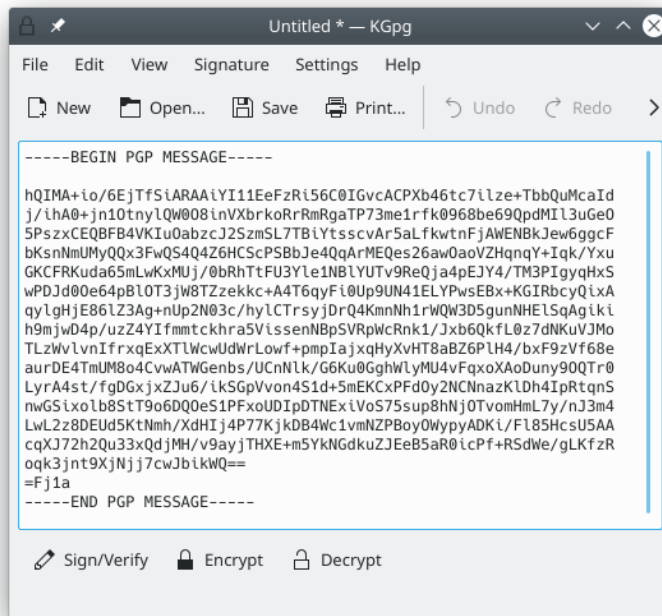 Untitled * — KGpg
File Edit View Signature Settings Help
New Open... Save Print... Undo Redo
-----BEGIN PGP MESSAGE-----
hQIMA+io/6EjTfSiARAAiYI11EeFzRi56C0IGvcACPXb46tc7ilze+TbbQuMcaId
j/ihA0+jn1OtnylQW0O8inVXbrkoRrRmRgaTP73me1rfk0968be69QpdMIl3uGeO
5PszxCEQBFB4VKIuOabzcJ2SzmSL7TBiYtsscvAr5aLfkwtnFjAWENBkJew6ggcF
bKsnNmUMyQQx3FwQS4Q4Z6HCScPSBbJe4QqArMEQes26awOaoVZHqnqY+Iqk/Yxu
GKCFRKuda65mLwKxMUj/0bRhTtFU3Yle1NBlYUTv9ReQja4pEJY4/TM3PIgyqHxS
wPDJd0Oe64pBlOT3jW8TZzekkc+A4T6qyFi0Up9UN41ELYPwsEBx+KGIRbcyQixA
qylgHjE86lZ3Ag+nUp2N03c/hylCTrsyjDrQ4KmnNh1rWQW3D5gunNHElSqAgiki
h9mjwD4p/uzZ4YIfmmtckhra5VissenNBpSVRpWcRnk1/Jxb6QkfL0z7dNKuVJMo
TLzWvlvnIfrxqExXTlWcwUdWrLowf+pmpIajxqHyXvHT8aBZ6PlH4/bxF9zVf68e
aurDE4TmUM8o4CvwATWGenbs/UCnNlk/G6Ku0GghWlyMU4vFqxoXAoDuny9OQTr0
LyrA4st/fgDGxjxZJu6/ikSGpVvon4S1d+5mEKCxPFdOy2NCNnazKlDh4IpRtqnS
nwGSixolb8StT9o6DQOeS1PFxoUDIpDTNExiVoS75sup8hNjOTvomHmL7y/nJ3m4
LwL2z8DEUd5KtNmh/XdHIj4P77KjkDB4Wc1vmNZPBoyOWypyADKi/Fl85HcsU5AA
cqXJ72h2Qu33xQdjMH/v9ayjTHXE+m5YkNGdkuZJEeB5aR0icPf+RSdWe/gLKfzR
oqk3jnt9XjNjj7cwJbikWQ==
=Fj1a
-----END PGP MESSAGE-----
Sign/Verify Encrypt Decrypt